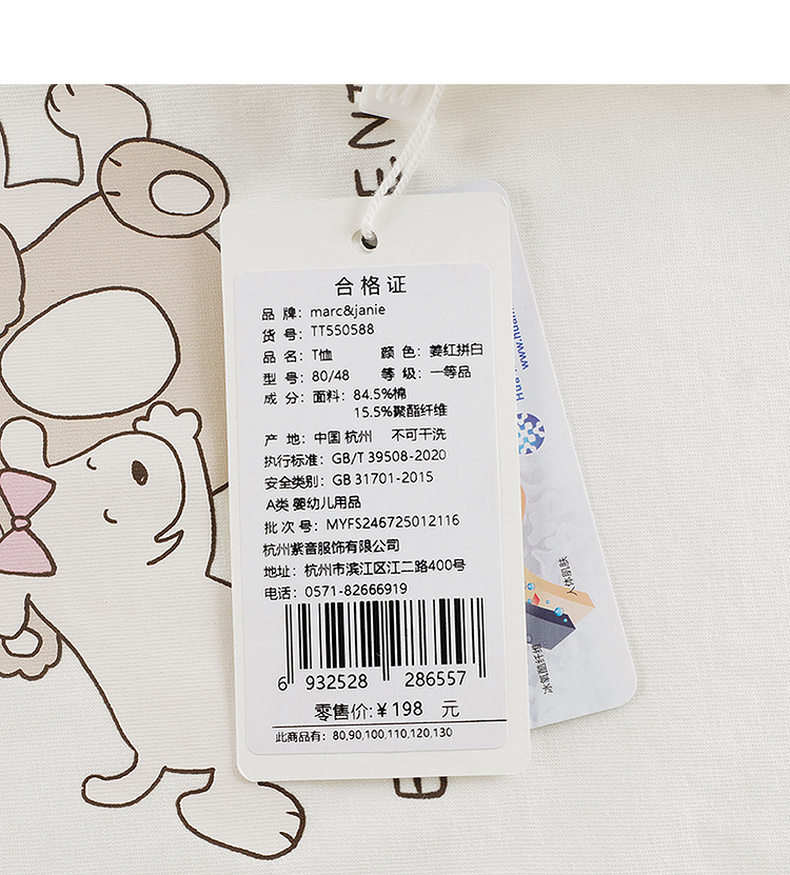 ENT
合格证
品 牌：marc&janie
货 号：TT550588
品 名：T恤 颜 色：姜红拼白
型 号：80/48 等 级：一等品
成 分：面料：84.5%棉
15.5%聚酯纤维
产 地：中国 杭州 不可干洗
执行标准：GB/T 39508-2020
安全类别：GB 31701-2015
A类 婴幼儿用品
批 次 号：MYFS246725012116
杭州紫音服饰有限公司
地址：杭州市滨江区江二路400号
电话：0571-82666919
6 932528 286557
零售价:￥198 元
此商品有：80,90,100,110,120,130
人体肌肤